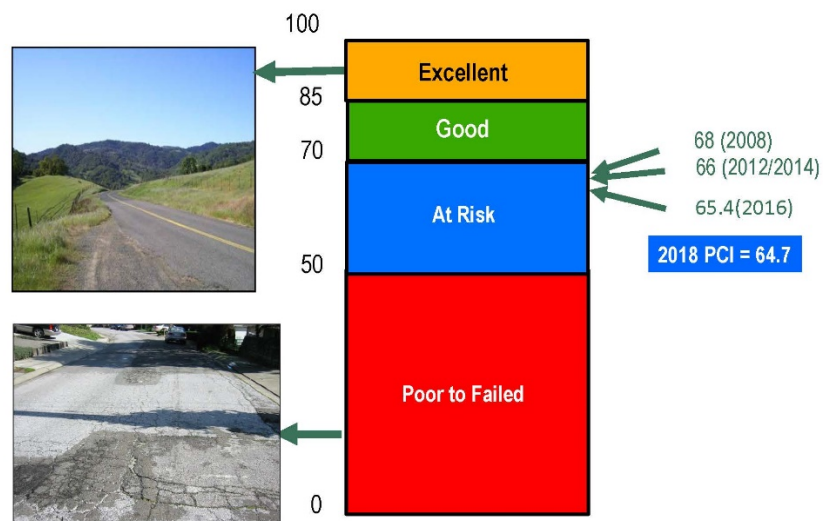 100
Excellent
85
Good
70
68 (2008)
66 (2012/2014)
At Risk
65.4(2016)
2018 PCI = 64.7
50
Poor to Failed
0